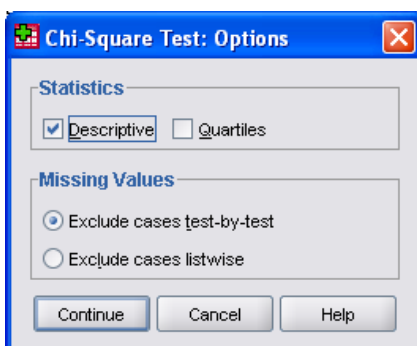 Chi-Square Test: Options
Statistics
Descriptive Quartiles
Missing Values
Exclude cases test-by-test
Exclude cases listwise
Continue Cancel Help